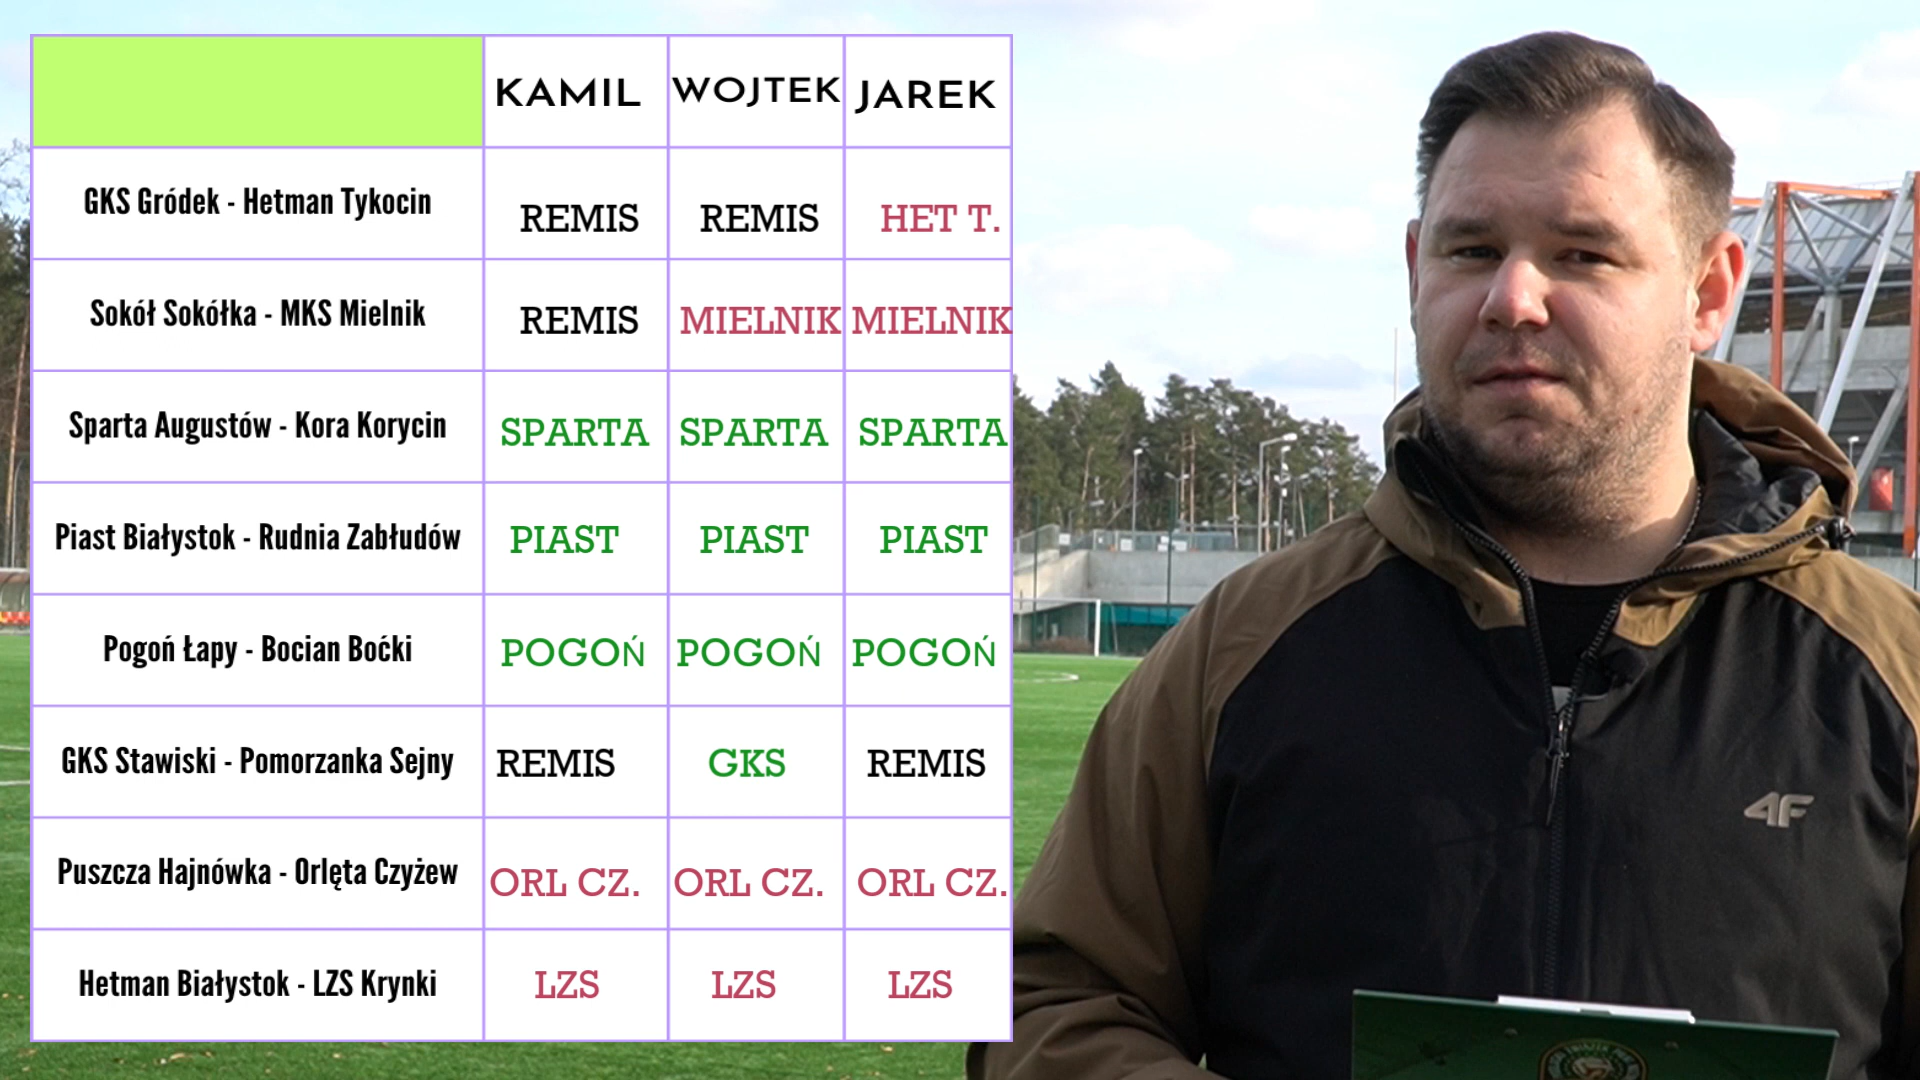 KAMIL WOJTEK JAREK
GKS Gródek - Hetman Tykocin REMIS REMIS HET T.
Sokół Sokółka - MKS Mielnik REMIS MIELNIK MIELNIK
Sparta Augustów - Kora Korycin SPARTA SPARTA SPARTA
Piast Białystok - Rudnia Zabłudów PIAST PIAST PIAST
Pogoń Łapy - Bocian Boćki POGOŃ POGOŃ POGOŃ
GKS Stawiski - Pomorzanka Sejny REMIS GKS REMIS
Puszcza Hajnówka - Orlęta Czyżew ORL CZ. ORL CZ. ORL CZ.
Hetman Białystok - LZS Krynki LZS LZS LZS
4F